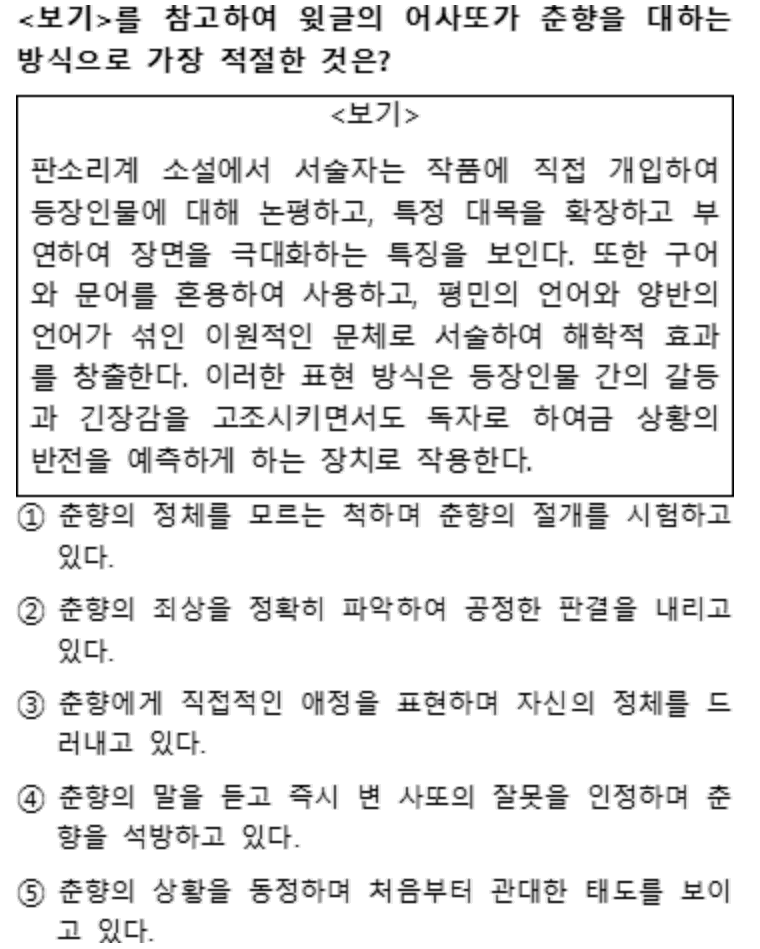 <보기>를 참고하여 윗글의 어사또가 춘향을 대하는
방식으로 가장 적절한 것은?
<보기>
판소리계 소설에서 서술자는 작품에 직접 개입하여
등장인물에 대해 논평하고, 특정 대목을 확장하고 부
연하여 장면을 극대화하는 특징을 보인다. 또한 구어
와 문어를 혼용하여 사용하고, 평민의 언어와 양반의
언어가 섞인 이원적인 문체로 서술하여 해학적 효과
를 창출한다. 이러한 표현 방식은 등장인물 간의 갈등
과 긴장감을 고조시키면서도 독자로 하여금 상황의
반전을 예측하게 하는 장치로 작용한다.
① 춘향의 정체를 모르는 척하며 춘향의 절개를 시험하고
있다.
② 춘향의 죄상을 정확히 파악하여 공정한 판결을 내리고
있다.
③ 춘향에게 직접적인 애정을 표현하며 자신의 정체를 드
러내고 있다.
④ 춘향의 말을 듣고 즉시 변 사또의 잘못을 인정하며 춘
향을 석방하고 있다.
⑤ 춘향의 상황을 동정하며 처음부터 관대한 태도를 보이
고 있다.